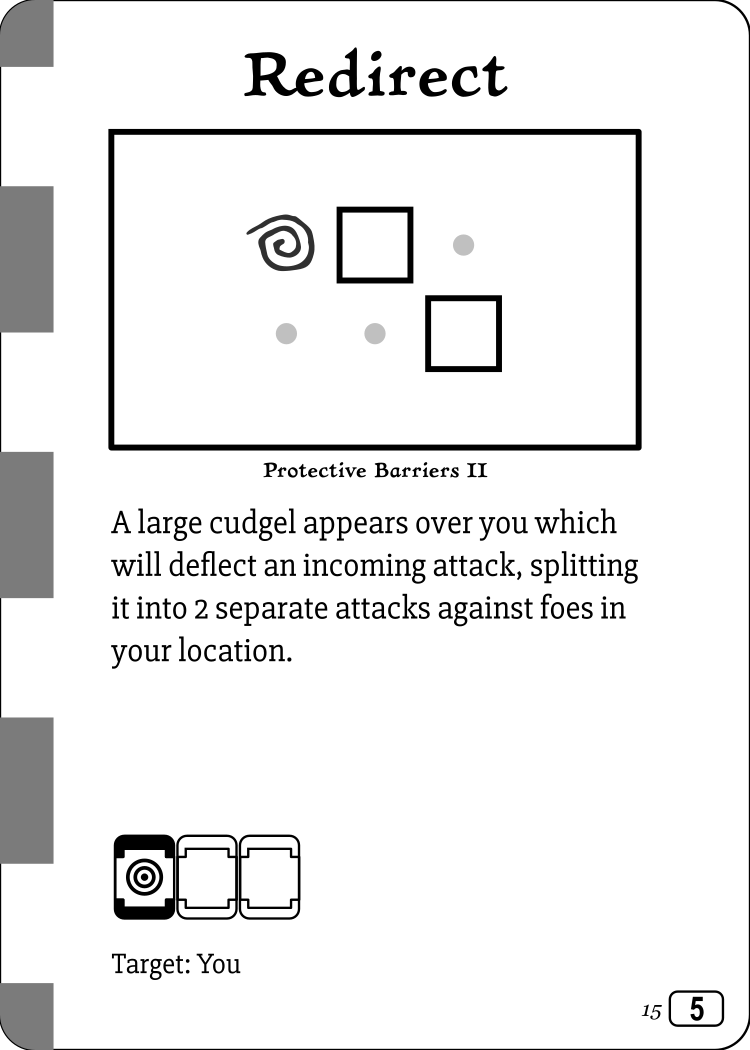 Redirect
Protective Barriers II
A large cudgel appears over you which
will deflect an incoming attack, splitting
it into 2 separate attacks against foes in
your location.
Target: You
15 5